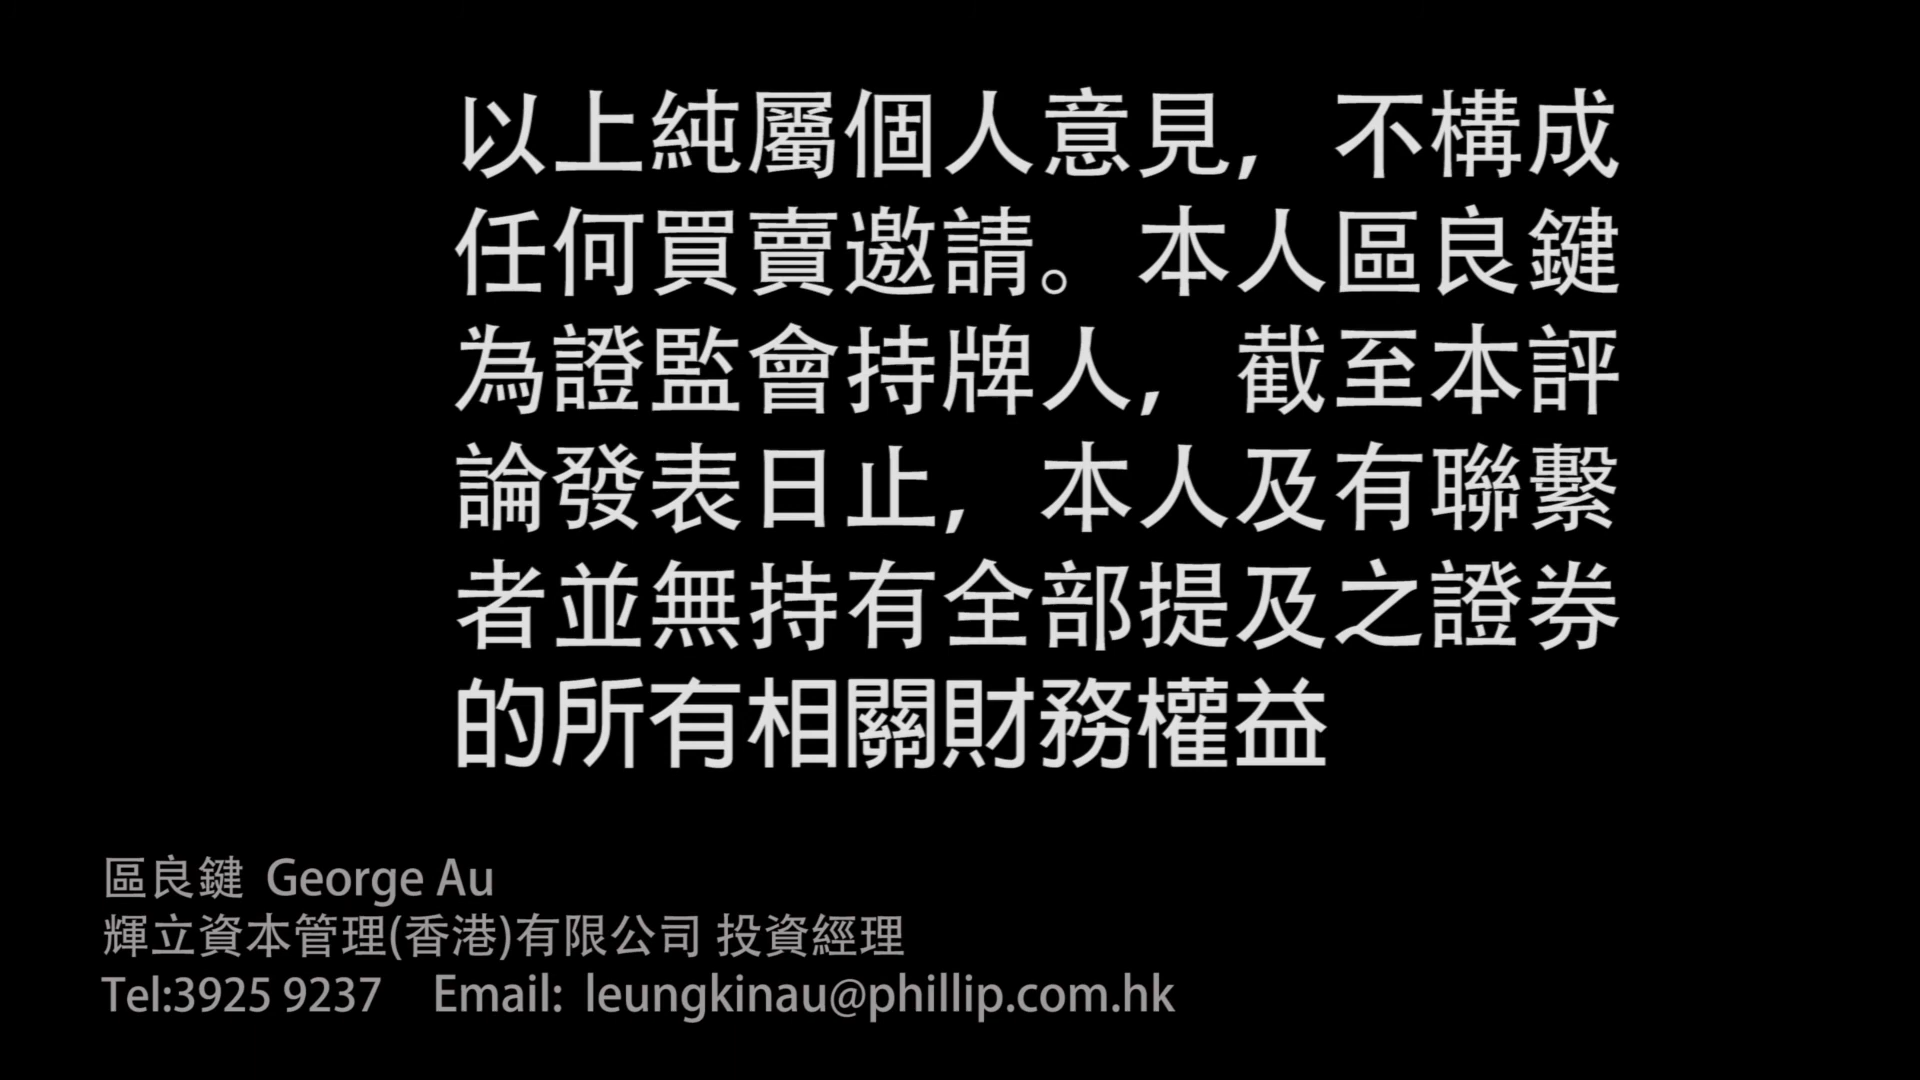 以上純屬個人意見，不構成
任何買賣邀請。本人區良鍵
為證監會持牌人，截至本評
論發表日止，本人及有聯繫
者並無持有全部提及之證券
的所有相關財務權益
區良鍵 George Au
輝立資本管理(香港)有限公司 投資經理
Tel:3925 9237 Email: leungkinau@phillip.com.hk